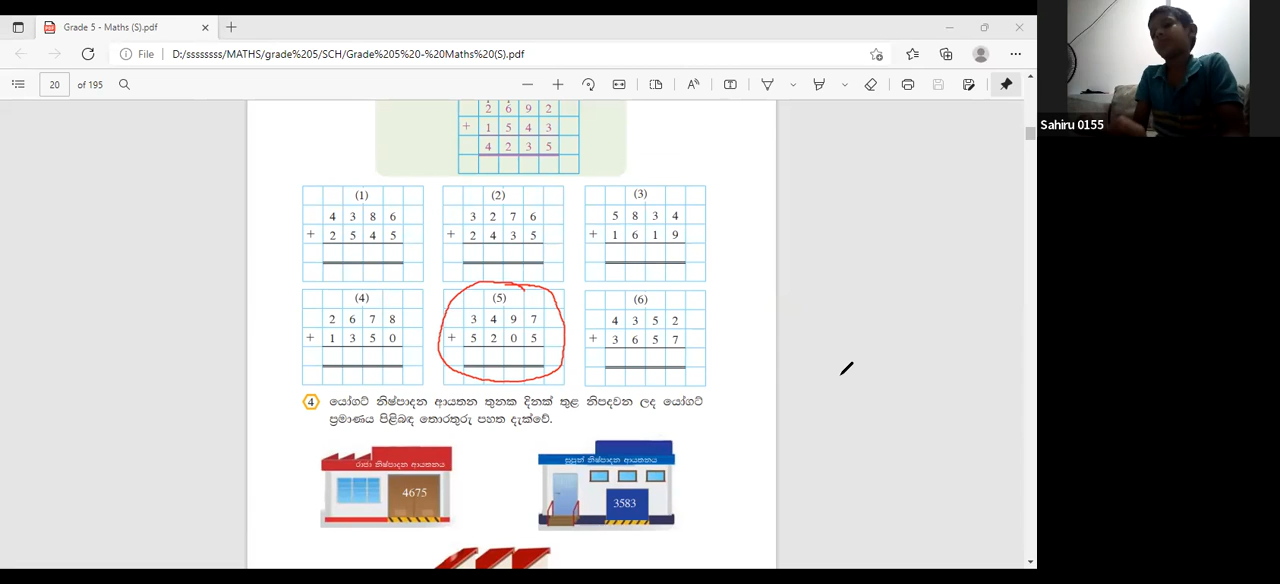 Grade 5 - Maths (S).pdf
File D:/ssssssss/MATHS/grade%205/SCH/Grade%205%20-%20Maths%20(S).pdf
20 of 195
Sahiru 0155
2 6 9 2
+ 1 5 4 3
4 2 3 5
(1) (2) (3)
4 3 8 6 3 2 7 6 5 8 3 4
+ 2 5 4 5 + 2 4 3 5 + 1 6 1 9
(4) (5) (6)
2 6 7 8 3 4 9 7 4 3 5 2
+ 1 3 5 0 + 5 2 0 5 + 3 6 5 7
4 යෝගට් නිෂ්පාදන ආයතන තුනක දිනක් තුළ නිපදවන ලද යෝගට්
ප්‍රමාණය පිළිබඳ තොරතුරු පහත දැක්වේ.
රාජා නිෂ්පාදන ආයතනය
සුපුන් නිෂ්පාදන ආයතනය
4675
3583